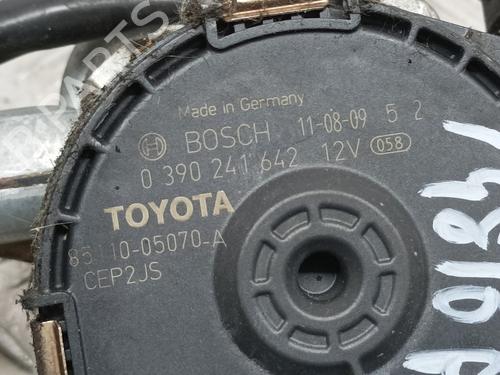 Made in Germany
BOSCH 11-08-09 5 2
0 390 241 642 12V 058
TOYOTA
85110-05070-A
CEP2JS